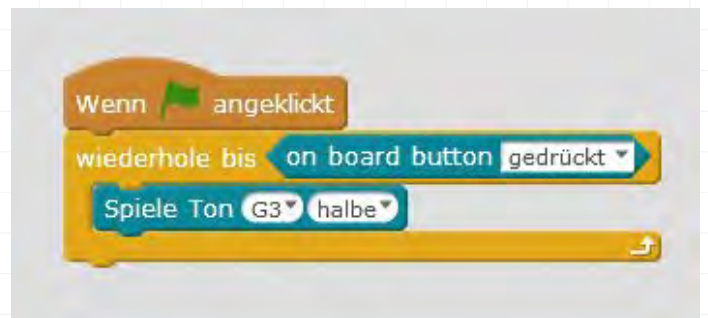 Wenn angeklickt
wiederhole bis on board button gedrückt
Spiele Ton G3 halbe